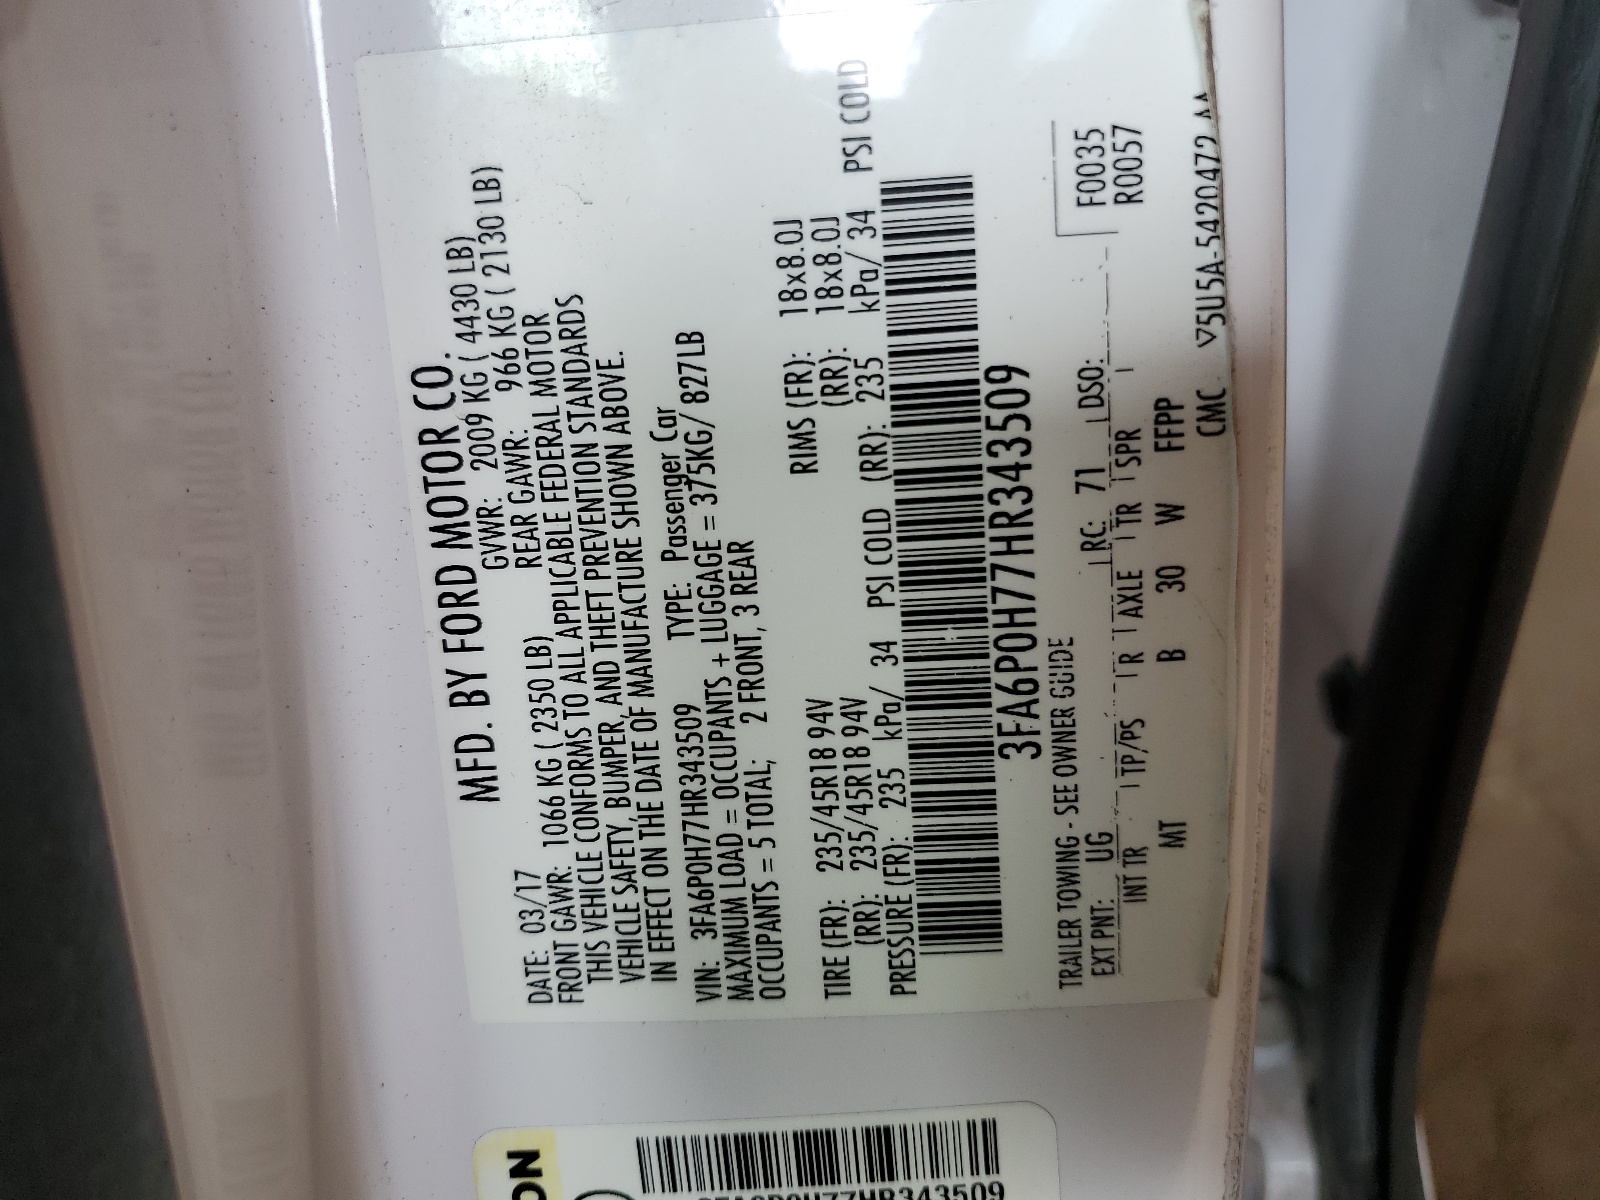 MFD. BY FORD MOTOR CO.
DATE: 03/17 GVWR: 2009 KG ( 4430 LB)
FRONT GAWR: 1066 KG ( 2350 LB) REAR GAWR: 966 KG ( 2130 LB)
THIS VEHICLE CONFORMS TO ALL APPLICABLE FEDERAL MOTOR
VEHICLE SAFETY, BUMPER, AND THEFT PREVENTION STANDARDS
IN EFFECT ON THE DATE OF MANUFACTURE SHOWN ABOVE.
VIN: 3FA6P0H77HR343509 TYPE: Passenger Car
MAXIMUM LOAD = OCCUPANTS + LUGGAGE = 375KG/ 827LB
OCCUPANTS = 5 TOTAL; 2 FRONT, 3 REAR
TIRE (FR): 235/45R18 94V RIMS (FR): 18x8.0J
(RR): 235/45R18 94V (RR): 18x8.0J
PRESSURE (FR): 235 kPa/ 34 PSI COLD (RR): 235 kPa/ 34 PSI COLD
3FA6P0H77HR343509
TRAILER TOWING - SEE OWNER GUIDE
EXT PNT: UG RC: 71 DSO: F0035
R0057
INT TR TP/PS R AXLE TR SPR
MT B 30 W FFPP
CMC V5U5A-5420472 AA
ON
3FA6P0H77HR343509